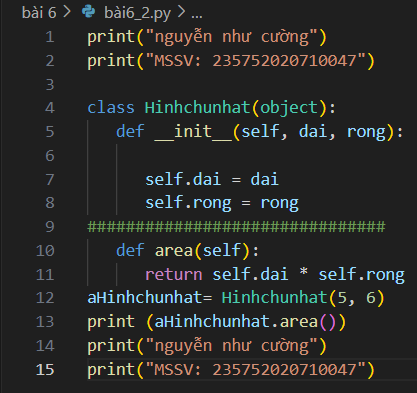 bài 6 > bài6_2.py > ...
1 print("nguyễn như cường")
2 print("MSSV: 235752020710047")
3
4 class Hinhchunhat(object):
5    def __init__(self, dai, rong):
6
7       self.dai = dai
8       self.rong = rong
9 ###############################
10    def area(self):
11       return self.dai * self.rong
12 aHinhchunhat= Hinhchunhat(5, 6)
13 print (aHinhchunhat.area())
14 print("nguyễn như cường")
15 print("MSSV: 235752020710047")